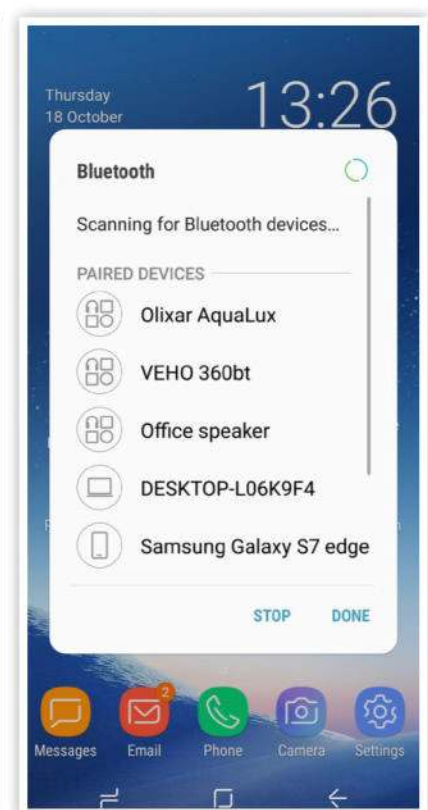 Thursday
18 October
13:26
Bluetooth
Scanning for Bluetooth devices...
PAIRED DEVICES
Olixar AquaLux
VEHO 360bt
Office speaker
DESKTOP-L06K9F4
Samsung Galaxy S7 edge
STOP DONE
2
Messages Email Phone Camera Settings